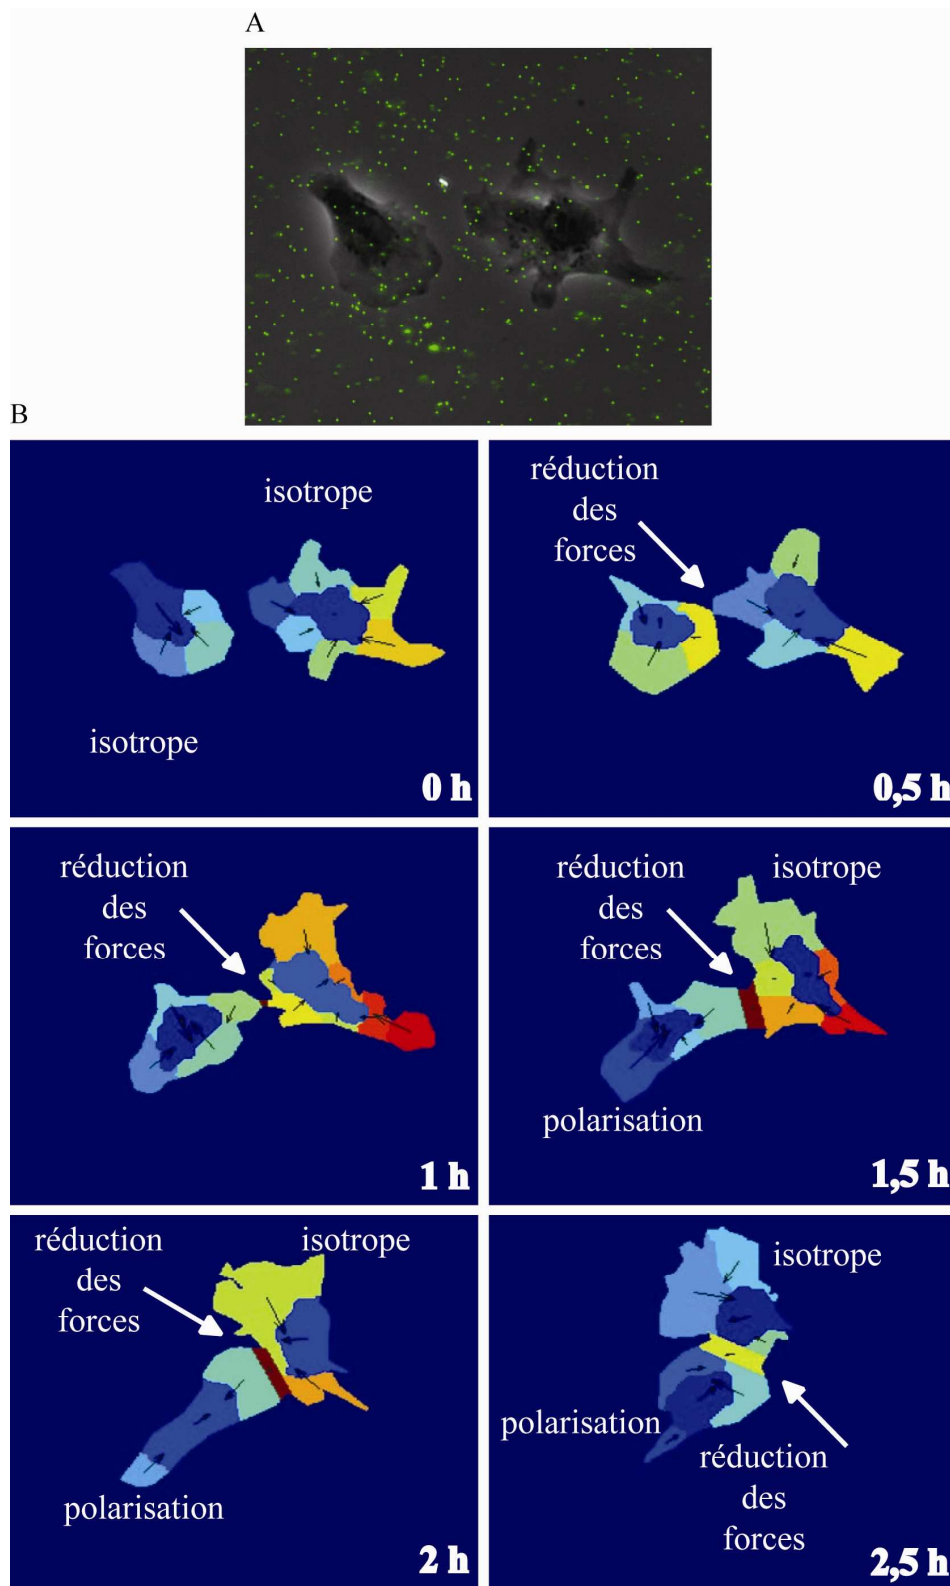 A
B
isotrope
isotrope
0 h
réduction
des
forces
0,5 h
réduction
des
forces
1 h
réduction
des
forces
isotrope
polarisation
1,5 h
réduction
des
forces
isotrope
polarisation
2 h
isotrope
polarisation
réduction
des
forces
2,5 h